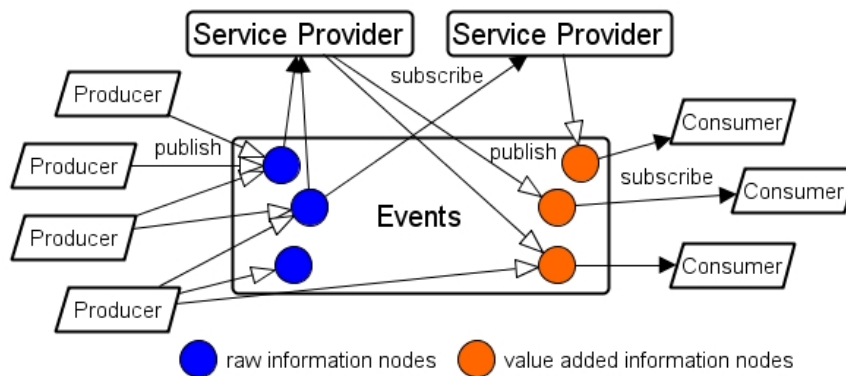 Service Provider
Service Provider
subscribe
Producer
Consumer
publish
publish
Producer
subscribe
Consumer
Events
Producer
Consumer
Producer
raw information nodes
value added information nodes